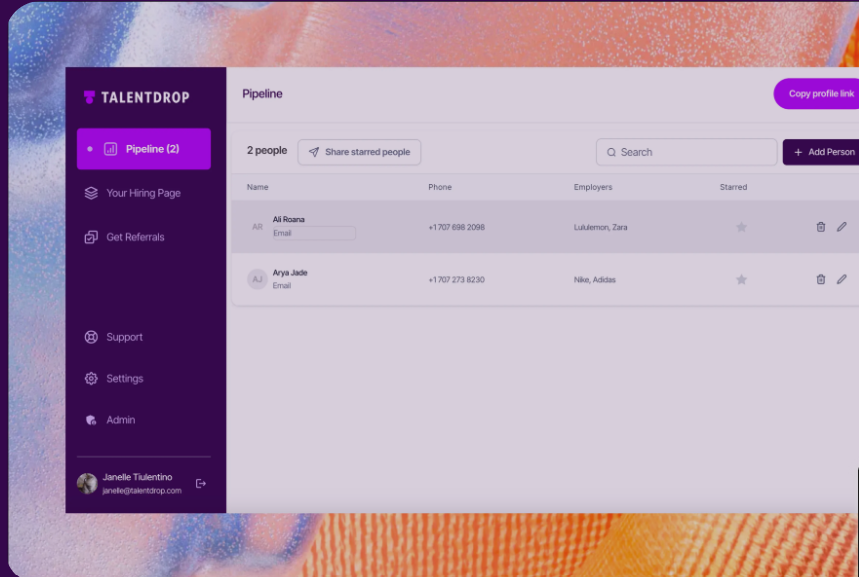 TALENTDROP
Pipeline (2)
Your Hiring Page
Get Referrals
Support
Settings
Admin
Janelle Tiulentino
janelle@talentdrop.com
Pipeline
Copy profile link
2 people
Share starred people
Search
+ Add Person
Name Phone Employers Starred
AR Ali Roana
Email
+1 707 698 2098 Lululemon, Zara
AJ Arya Jade
Email
+1 707 273 8230 Nike, Adidas